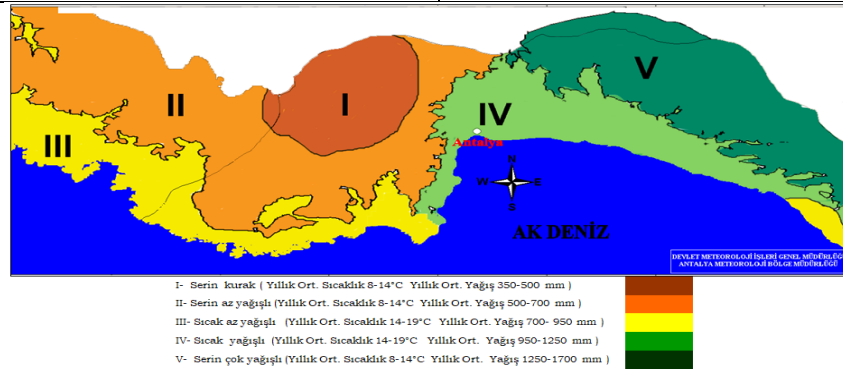 V
I
II
IV
III
Antalya
N
W E
S
AK DENİZ
DEVLET METEOROLOJİ İŞLERİ GENEL MÜDÜRLÜĞÜ
ANTALYA METEOROLOJİ BÖLGE MÜDÜRLÜĞÜ
I- Serin kurak ( Yıllık Ort. Sıcaklık 8-14°C Yıllık Ort. Yağış 350-500 mm )
II- Serin az yağışlı (Yıllık Ort. Sıcaklık 8-14°C Yıllık Ort. Yağış 500-700 mm )
III- Sıcak az yağışlı (Yıllık Ort. Sıcaklık 14-19°C Yıllık Ort. Yağış 700- 950 mm )
IV- Sıcak yağışlı (Yıllık Ort. Sıcaklık 14-19°C Yıllık Ort. Yağış 950-1250 mm )
V- Serin çok yağışlı (Yıllık Ort. Sıcaklık 8-14°C Yıllık Ort. Yağış 1250-1700 mm )